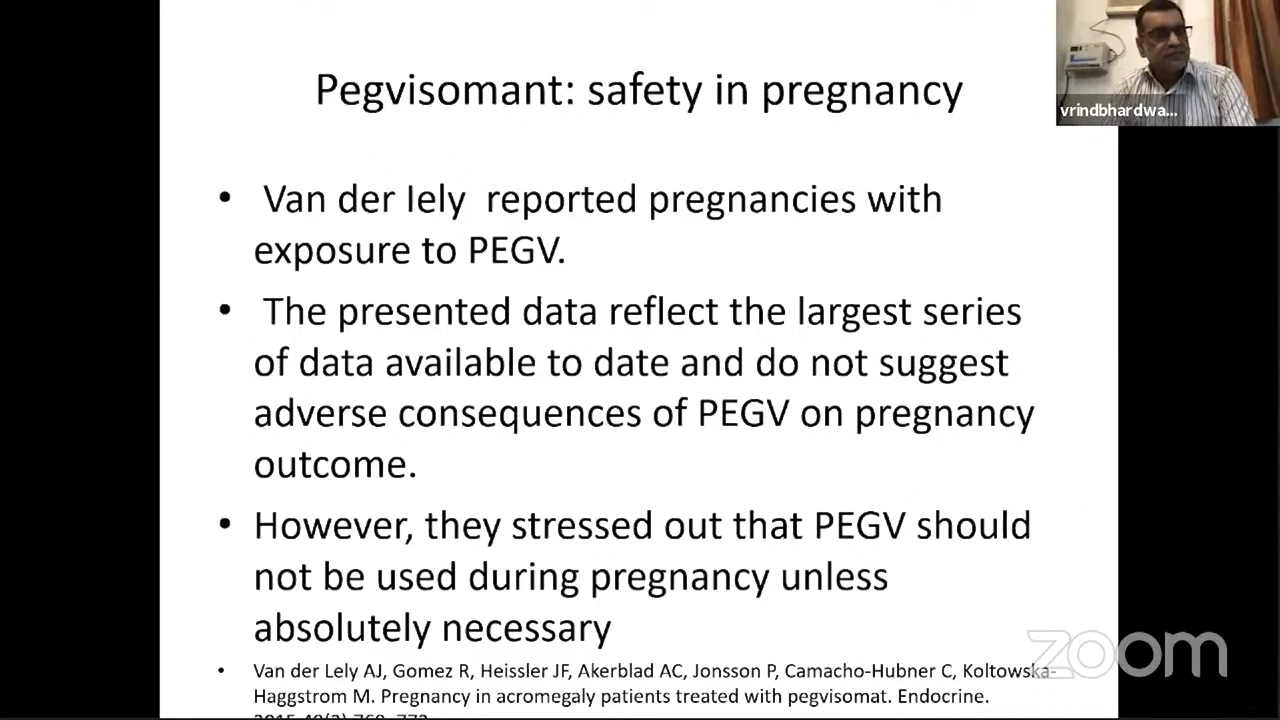 Pegvisomant: safety in pregnancy
vrindbhardwa...
• Van der Iely reported pregnancies with
exposure to PEGV.
• The presented data reflect the largest series
of data available to date and do not suggest
adverse consequences of PEGV on pregnancy
outcome.
• However, they stressed out that PEGV should
not be used during pregnancy unless
absolutely necessary
• Van der Lely AJ, Gomez R, Heissler JF, Akerblad AC, Jonsson P, Camacho-Hubner C, Koltowska-
Haggstrom M. Pregnancy in acromegaly patients treated with pegvisomat. Endocrine.
zoom